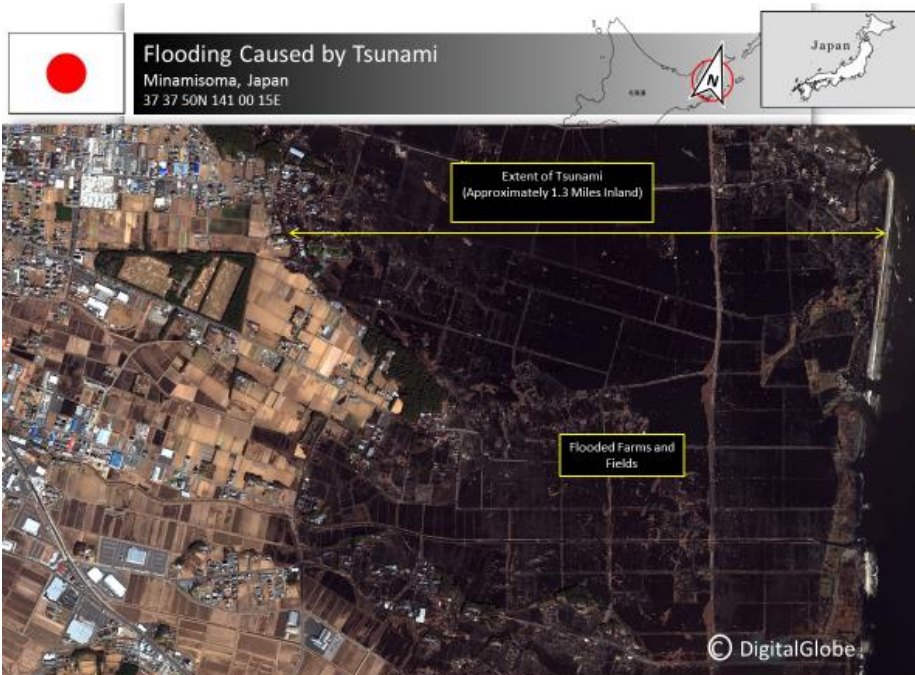 Flooding Caused by Tsunami
Minamisoma, Japan
37 37 50N 141 00 15E
N
Japan
Extent of Tsunami
(Approximately 1.3 Miles Inland)
Flooded Farms and
Fields
© DigitalGlobe